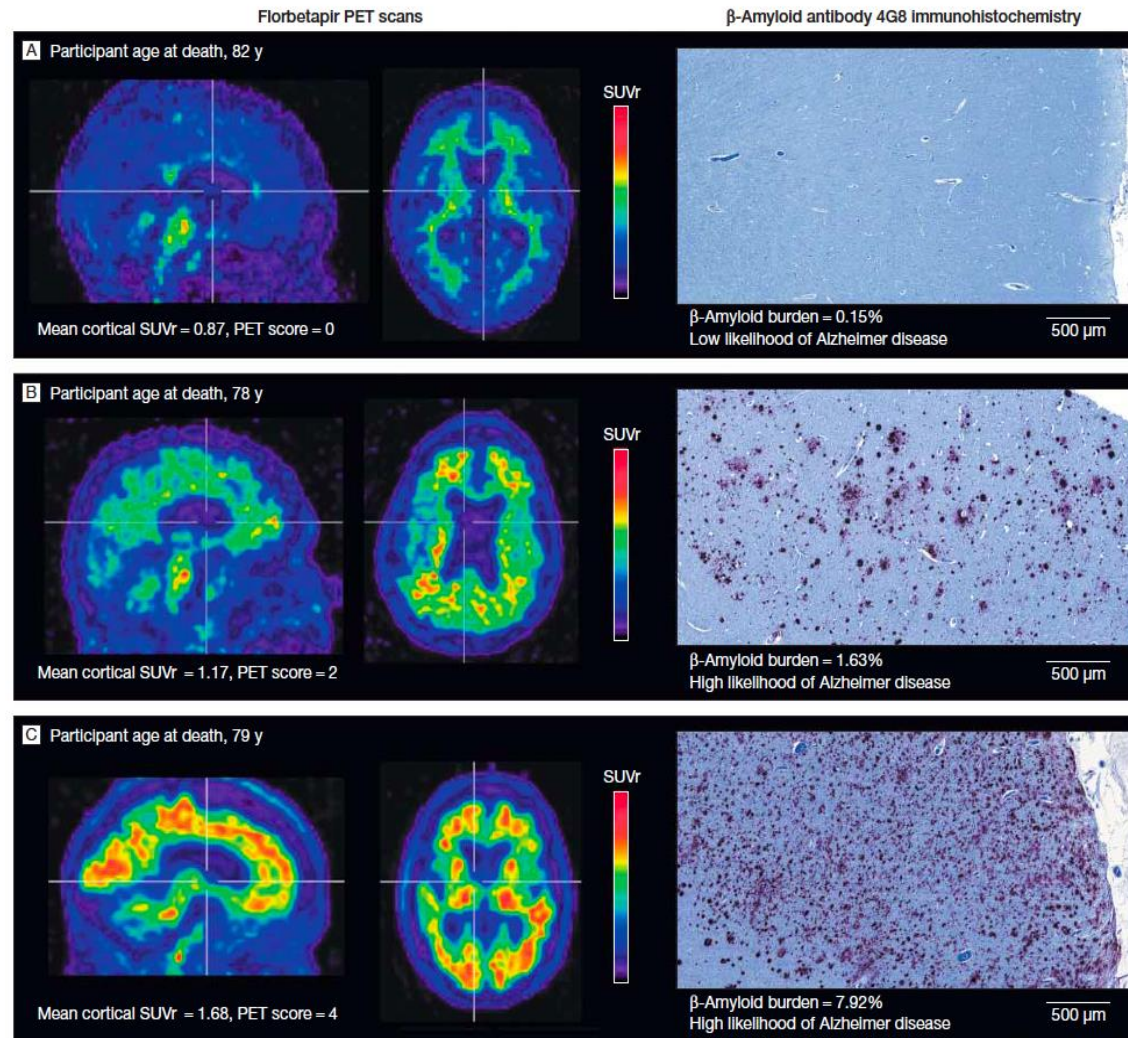 Florbetapir PET scans
β-Amyloid antibody 4G8 immunohistochemistry
A Participant age at death, 82 y
SUVr
Mean cortical SUVr = 0.87, PET score = 0
β-Amyloid burden = 0.15%
Low likelihood of Alzheimer disease
500 μm
B Participant age at death, 78 y
SUVr
Mean cortical SUVr = 1.17, PET score = 2
β-Amyloid burden = 1.63%
High likelihood of Alzheimer disease
500 μm
C Participant age at death, 79 y
SUVr
Mean cortical SUVr = 1.68, PET score = 4
β-Amyloid burden = 7.92%
High likelihood of Alzheimer disease
500 μm